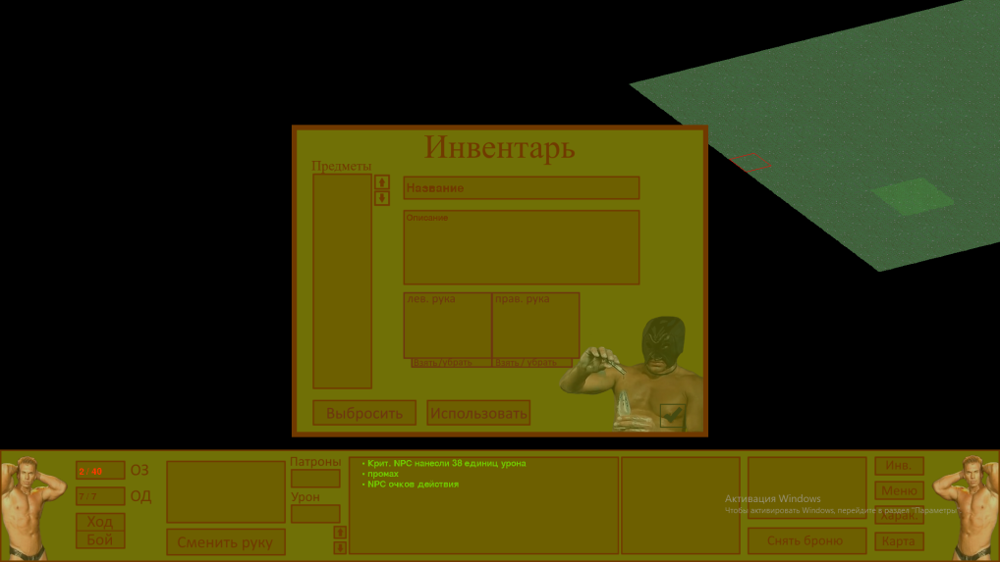 Инвентарь
Предметы
Название
Описание
лев. рука
прав. рука
Взять/убрать
Взять / убрать
Выбросить
Использовать
• Крит. NPC нанесли 38 единиц урона
• промах
• NPC очков действия
2 / 40
ОЗ
7 / 7
ОД
Ход
Бой
Сменить руку
Патроны
Урон
Снять броню
Инв.
Меню
Карта
Активация Windows
Чтобы активировать Windows, перейдите в раздел "Параметры".